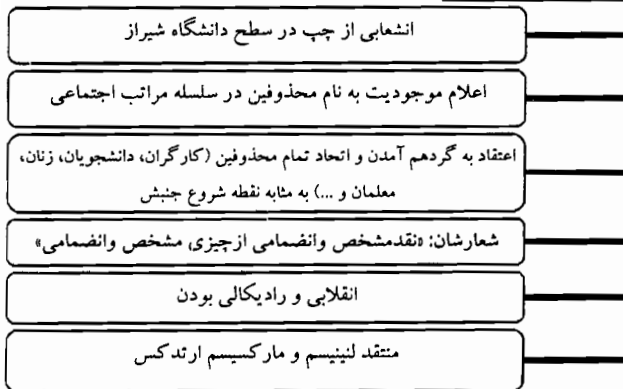 انشعابی از چپ در سطح دانشگاه شیراز
اعلام موجودیت به نام محذوفین در سلسله مراتب اجتماعی
اعتقاد به گردهم آمدن و اتحاد تمام محذوفین (کارگران، دانشجویان، زنان،
معلمان و ...) به مثابه نقطه شروع جنبش
شعارشان: «نقدمشخص وانضمامی ازچیزی مشخص وانضمامی»
انقلابی و رادیکالی بودن
منتقد لنینیسم و مارکسیسم ارتدکس